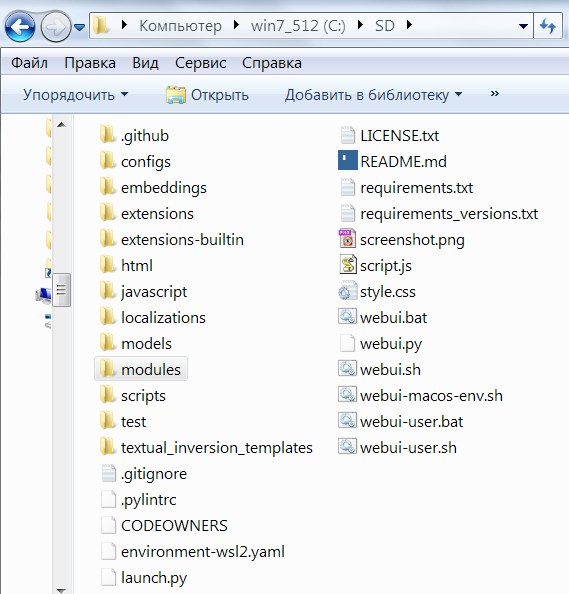 Компьютер win7_512 (C:) SD
Файл Правка Вид Сервис Справка
Упорядочить Открыть Добавить в библиотеку »
.github
configs
embeddings
extensions
extensions-builtin
html
javascript
localizations
models
modules
scripts
test
textual_inversion_templates
.gitignore
.pylintrc
CODEOWNERS
environment-wsl2.yaml
launch.py
LICENSE.txt
README.md
requirements.txt
requirements_versions.txt
screenshot.png
script.js
style.css
webui.bat
webui.py
webui.sh
webui-macos-env.sh
webui-user.bat
webui-user.sh